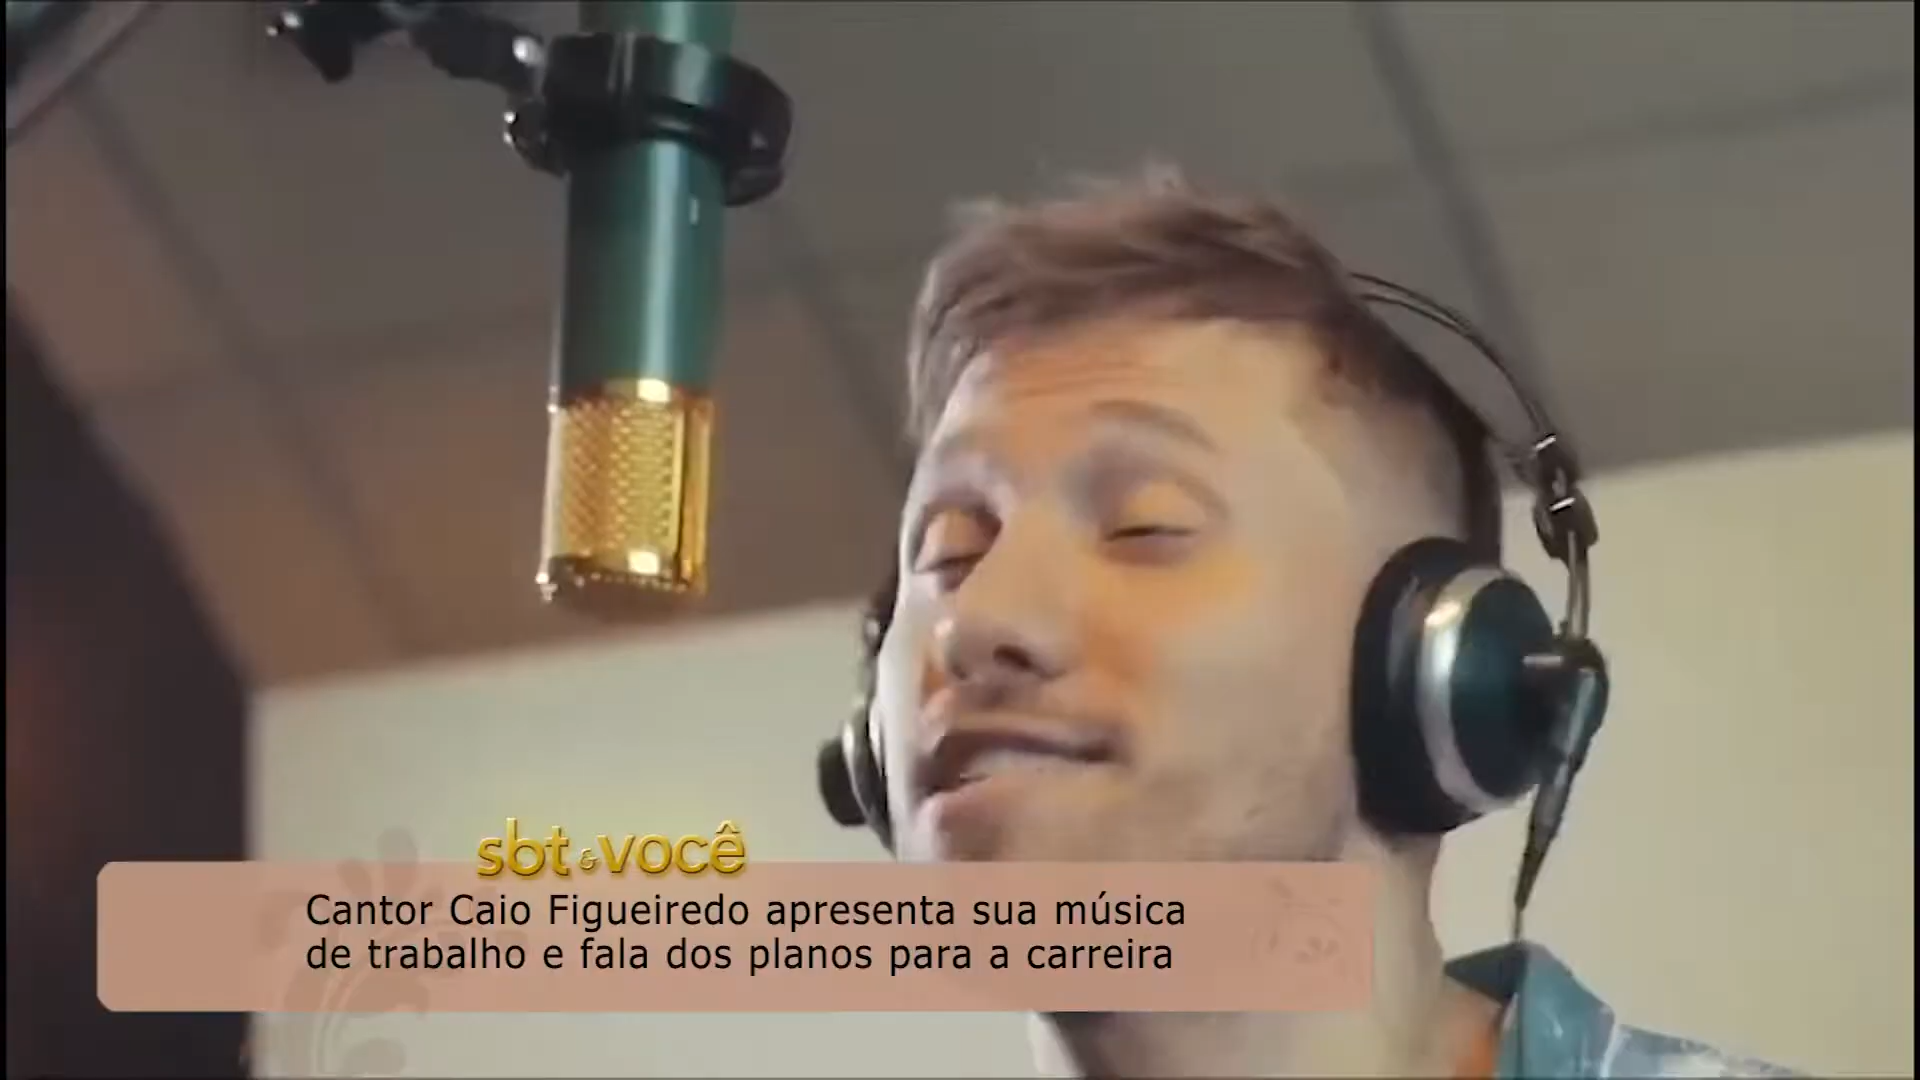 sbt & você
Cantor Caio Figueiredo apresenta sua música
de trabalho e fala dos planos para a carreira